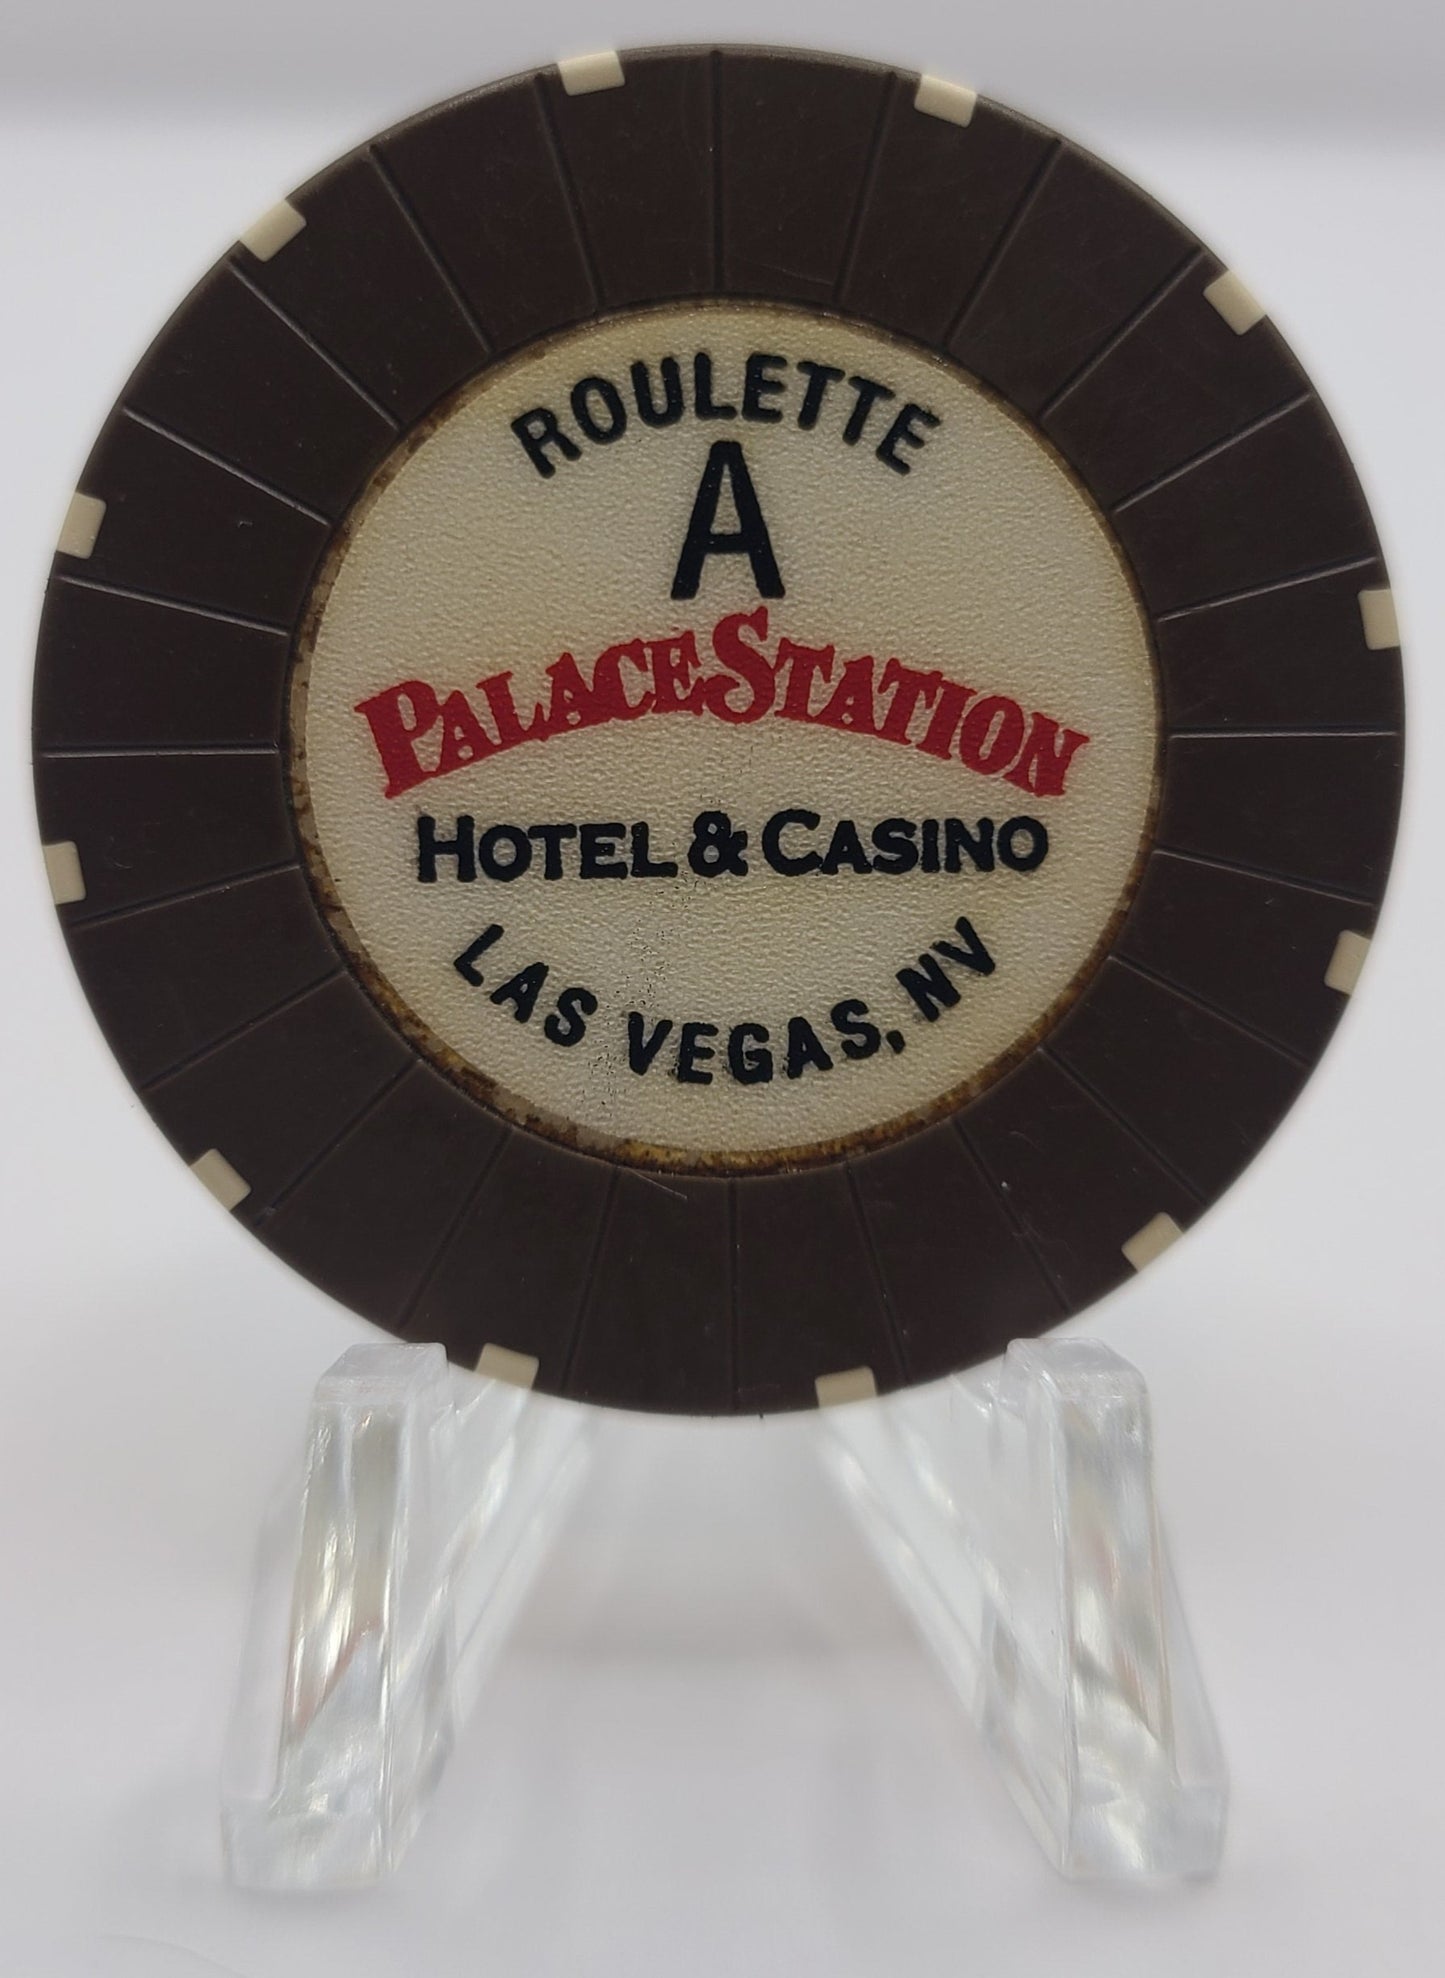 ROULETTE
A
PALACE STATION
HOTEL & CASINO
LAS VEGAS, NV